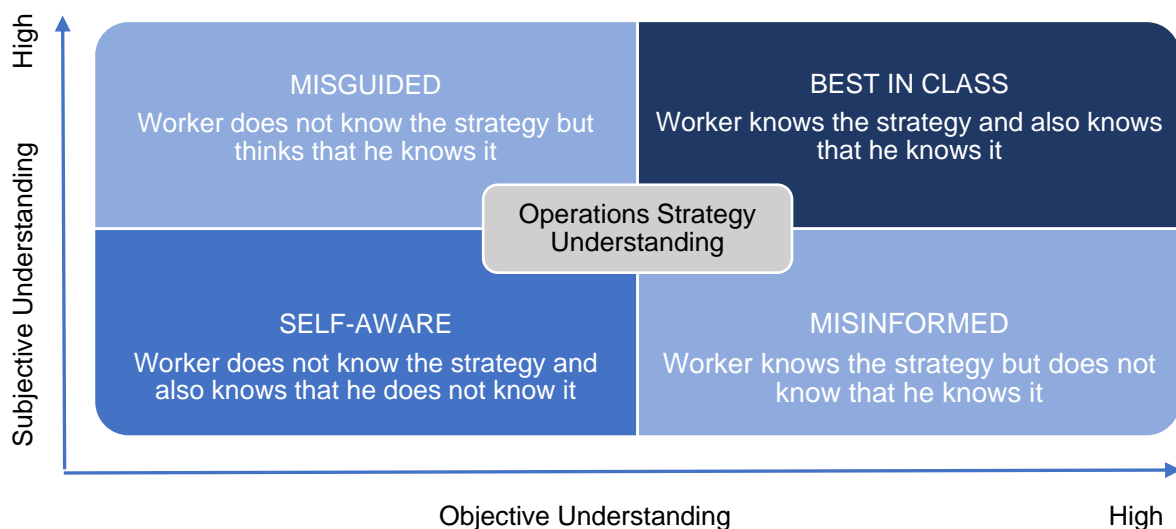 High
Subjective Understanding
MISGUIDED
Worker does not know the strategy but
thinks that he knows it
BEST IN CLASS
Worker knows the strategy and also knows
that he knows it
Operations Strategy
Understanding
SELF-AWARE
Worker does not know the strategy and
also knows that he does not know it
MISINFORMED
Worker knows the strategy but does not
know that he knows it
Objective Understanding
High